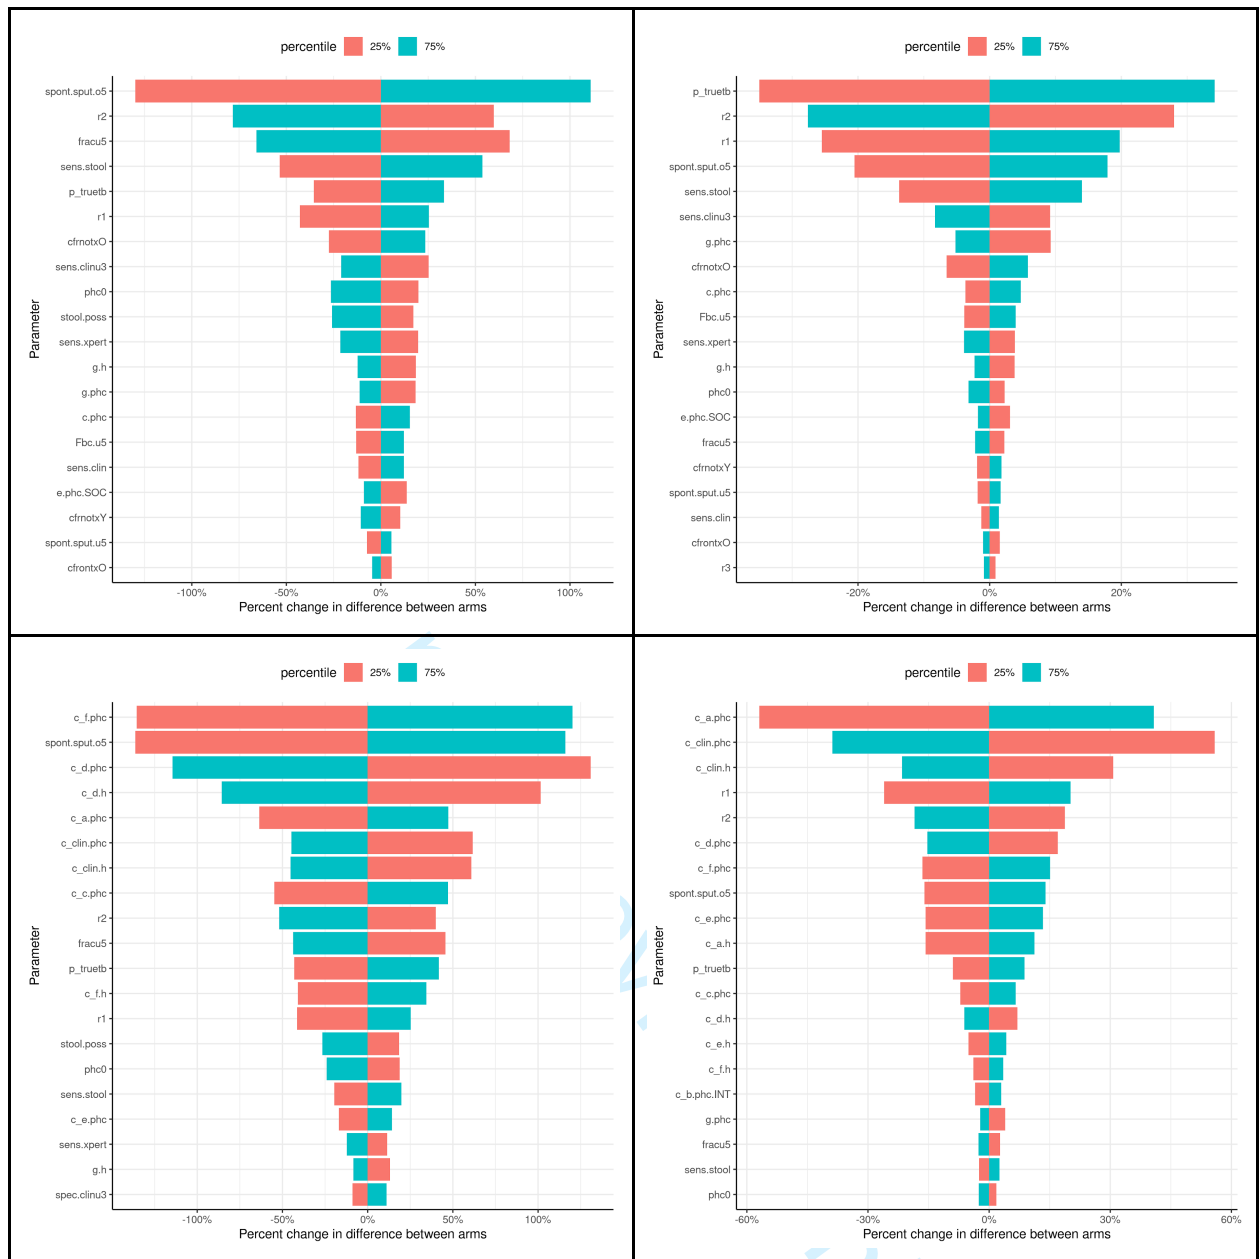 percentile 25% 75%
spont.sput.o5
r2
fracu5
sens.stool
p_truetb
r1
cfrnotxO
sens.clinu3
phc0
stool.poss
sens.xpert
g.h
g.phc
c.phc
Fbc.u5
sens.clin
e.phc.SOC
cfrnotxY
spont.sput.u5
cfrontxO
Parameter
-100% -50% 0% 50% 100%
Percent change in difference between arms
percentile 25% 75%
p_truetb
r2
r1
spont.sput.o5
sens.stool
sens.clinu3
g.phc
cfrnotxO
c.phc
Fbc.u5
sens.xpert
g.h
phc0
e.phc.SOC
fracu5
cfrnotxY
spont.sput.u5
sens.clin
cfrontxO
r3
Parameter
-20% 0% 20%
Percent change in difference between arms
percentile 25% 75%
c_f.phc
spont.sput.o5
c_d.phc
c_d.h
c_a.phc
c_clin.phc
c_clin.h
c_c.phc
r2
fracu5
p_truetb
c_f.h
r1
stool.poss
phc0
sens.stool
c_e.phc
sens.xpert
g.h
spec.clinu3
Parameter
-100% -50% 0% 50% 100%
Percent change in difference between arms
percentile 25% 75%
c_a.phc
c_clin.phc
c_clin.h
r1
r2
c_d.phc
c_f.phc
spont.sput.o5
c_e.phc
c_a.h
p_truetb
c_c.phc
c_d.h
c_e.h
c_f.h
c_b.phc.INT
g.phc
fracu5
sens.stool
phc0
Parameter
-60% -30% 0% 30% 60%
Percent change in difference between arms